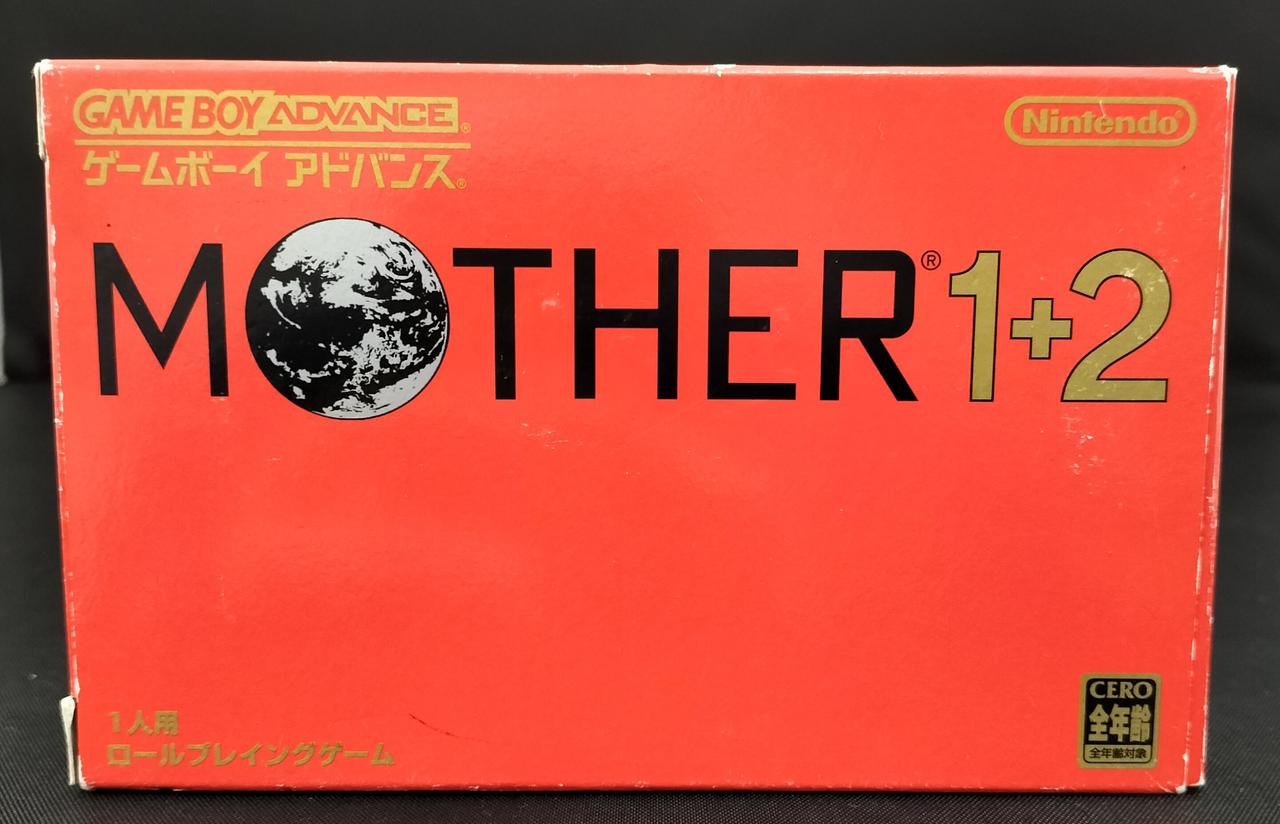 GAME BOY ADVANCE®
ゲームボーイ アドバンス®
Nintendo®
MOTHER® 1+2
1人用
ロールプレイングゲーム
CERO
全年齢
全年齢対象